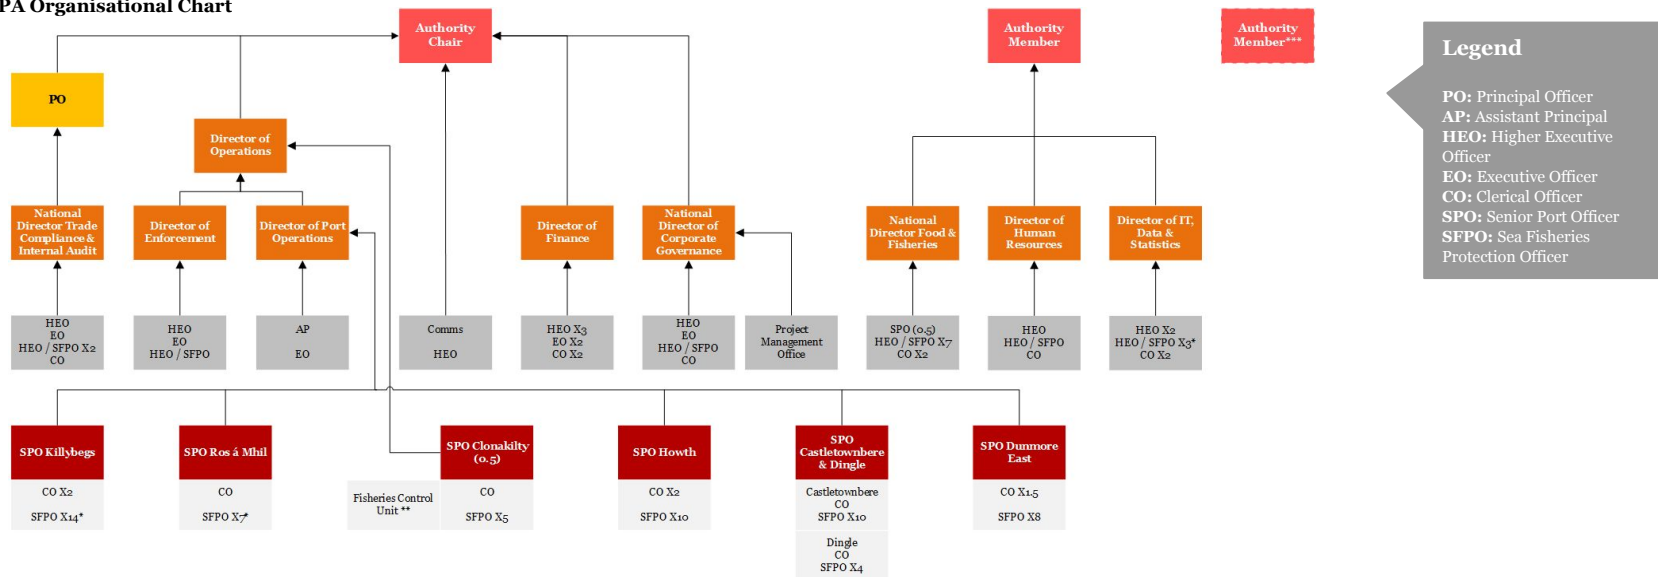 PA Organisational Chart
Authority
Chair
Authority
Member
Authority
Member***
Legend
PO: Principal Officer
AP: Assistant Principal
HEO: Higher Executive
Officer
EO: Executive Officer
CO: Clerical Officer
SPO: Senior Port Officer
SFPO: Sea Fisheries
Protection Officer
PO
Director of
Operations
National
Director Trade
Compliance &
Internal Audit
Director of
Enforcement
Director of Port
Operations
Director of
Finance
National
Director of
Corporate
Governance
National
Director Food &
Fisheries
Director of
Human
Resources
Director of IT,
Data &
Statistics
HEO
EO
HEO / SFPO X2
CO
HEO
EO
HEO / SFPO
AP
EO
Comms
HEO
HEO X3
EO X2
CO X2
HEO
EO
HEO / SFPO
CO
Project
Management
Office
SPO (0.5)
HEO / SFPO X7
CO X2
HEO
HEO / SFPO
CO
HEO X2
HEO / SFPO X3*
CO X2
SPO Killybegs
SPO Ros á Mhil
SPO Clonakilty
(0.5)
SPO Howth
SPO
Castletownbere
& Dingle
SPO Dunmore
East
CO X2
SFPO X14*
CO
SFPO X7*
Fisheries Control
Unit **
CO
SFPO X5
CO X2
SFPO X10
Castletownbere
CO
SFPO X10
Dingle
CO
SFPO X4
CO X1.5
SFPO X8